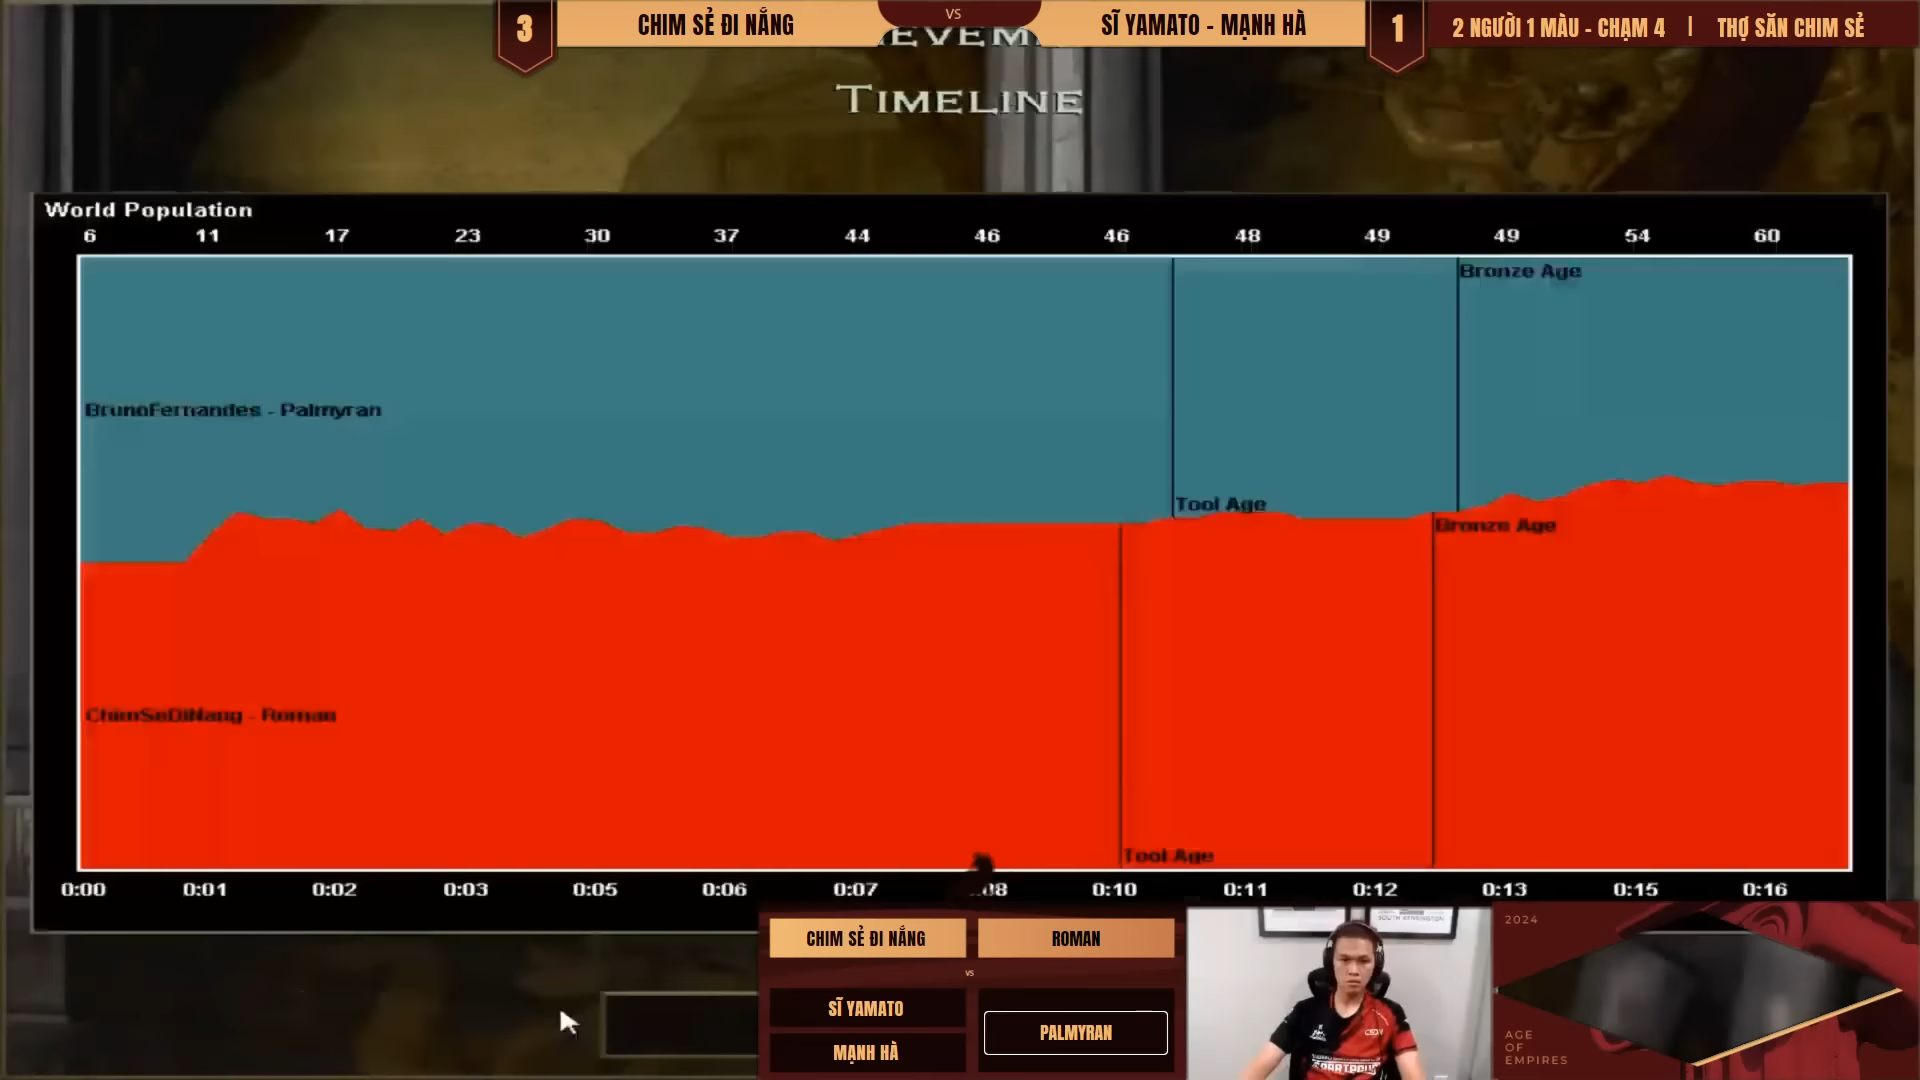 3
CHIM SẺ ĐI NẮNG
VS
SĨ YAMATO - MẠNH HÀ
1
2 NGƯỜI 1 MÀU - CHẠM 4 | THỢ SĂN CHIM SẺ
TIMELINE
World Population
6 11 17 23 30 37 44 46 46 48 49 49 54 60
Bronze Age
BrunoFernandes - Palmyran
Tool Age
Bronze Age
ChimSeDiNang - Roman
Tool Age
0:00 0:01 0:02 0:03 0:05 0:06 0:07 :08 0:10 0:11 0:12 0:13 0:15 0:16
CHIM SẺ ĐI NẮNG
ROMAN
VS
SĨ YAMATO
MẠNH HÀ
PALMYRAN
2024
AGE
OF
EMPIRES